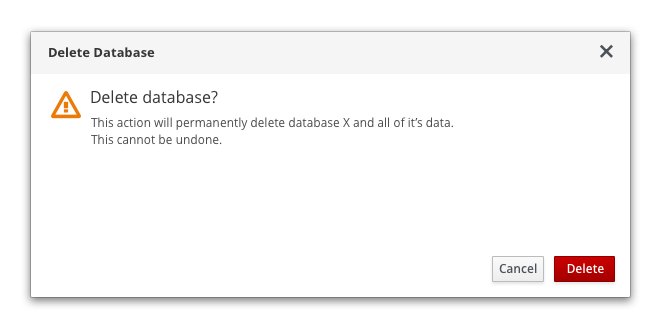 Delete Database
Delete database?
This action will permanently delete database X and all of it's data.
This cannot be undone.
Cancel
Delete